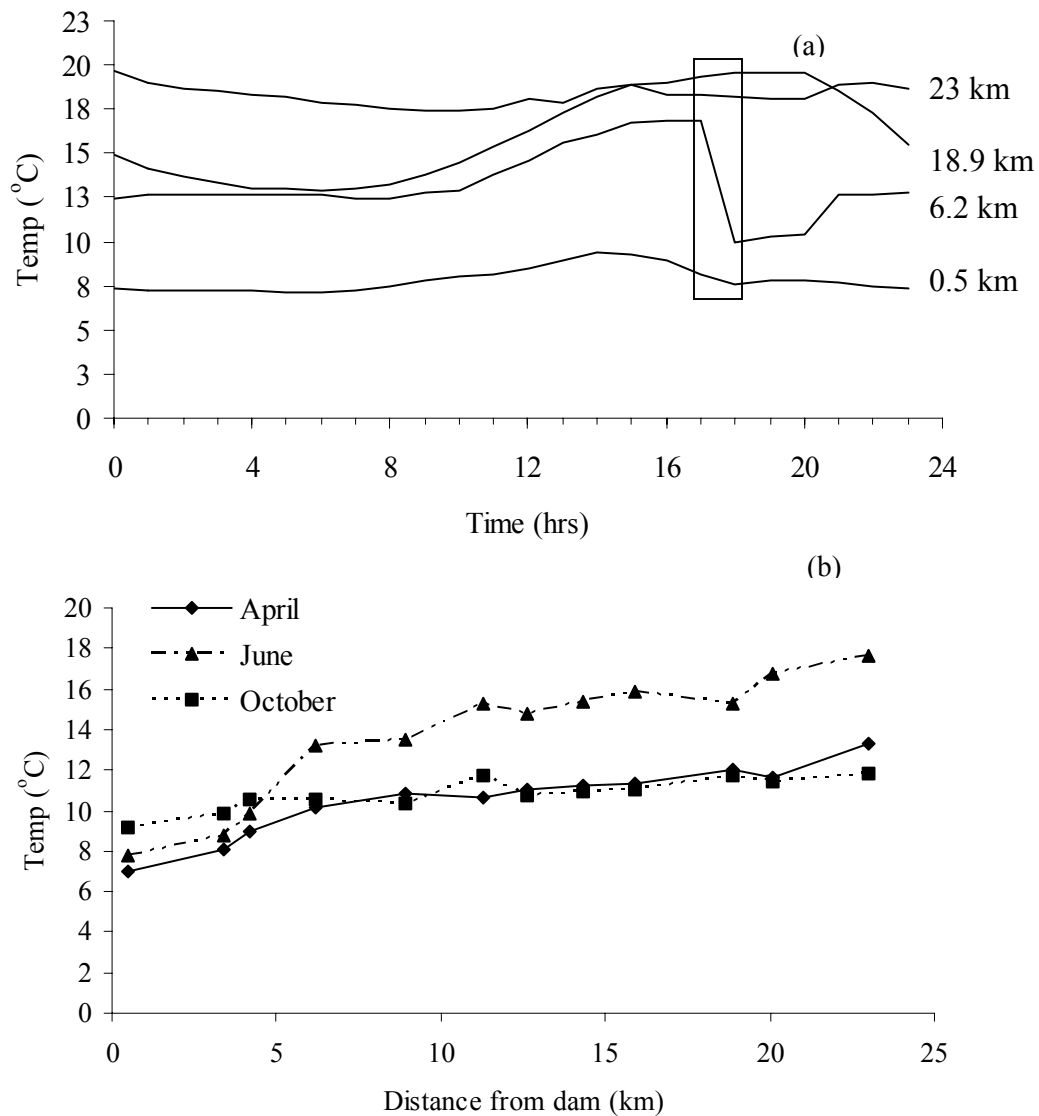 (a)
23
20
18
15
13
10
8
5
3
0
Temp (°C)
23 km
18.9 km
6.2 km
0.5 km
0 4 8 12 16 20 24
Time (hrs)
(b)
April
June
October
20
18
16
14
12
10
8
6
4
2
0
Temp (°C)
0 5 10 15 20 25
Distance from dam (km)